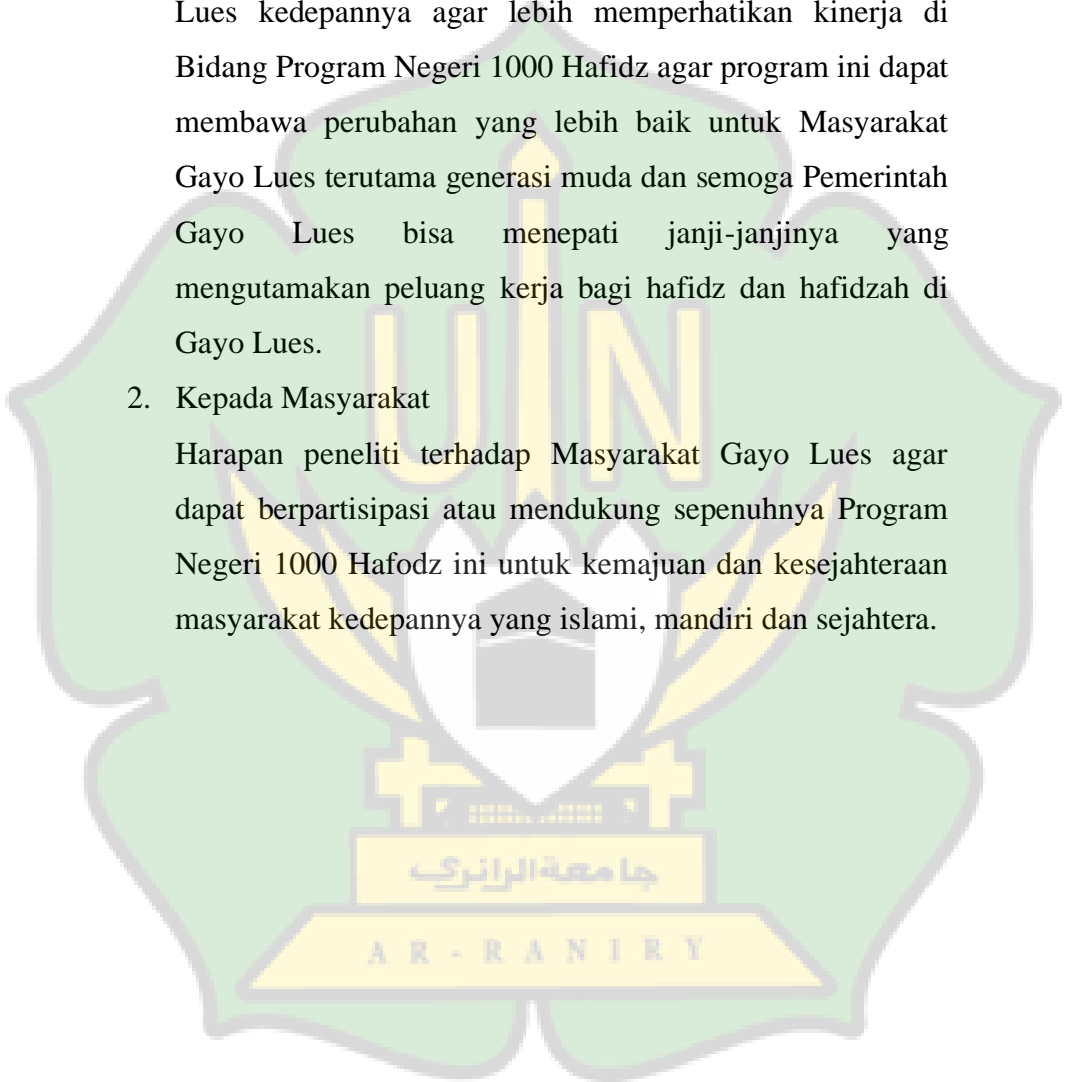 Lues kedepannya agar lebih memperhatikan kinerja di
Bidang Program Negeri 1000 Hafidz agar program ini dapat
membawa perubahan yang lebih baik untuk Masyarakat
Gayo Lues terutama generasi muda dan semoga Pemerintah
Gayo Lues bisa menepati janji-janjinya yang
mengutamakan peluang kerja bagi hafidz dan hafidzah di
Gayo Lues.
2. Kepada Masyarakat
Harapan peneliti terhadap Masyarakat Gayo Lues agar
dapat berpartisipasi atau mendukung sepenuhnya Program
Negeri 1000 Hafodz ini untuk kemajuan dan kesejahteraan
masyarakat kedepannya yang islami, mandiri dan sejahtera.
UIN
جامعة الرانري
AR-RANIRY